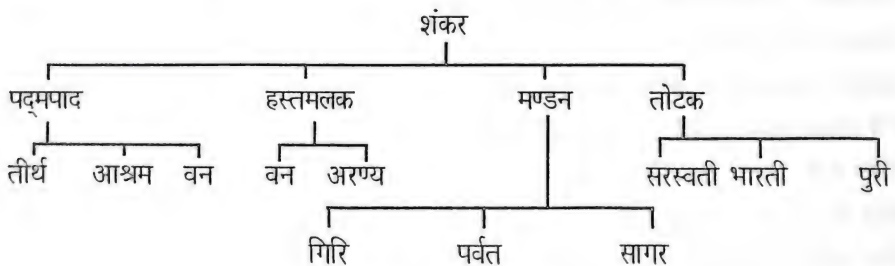 शंकर
पद्मपाद हस्तमलक मण्डन तोटक
तीर्थ आश्रम वन वन अरण्य सरस्वती भारती पुरी
गिरि पर्वत सागर